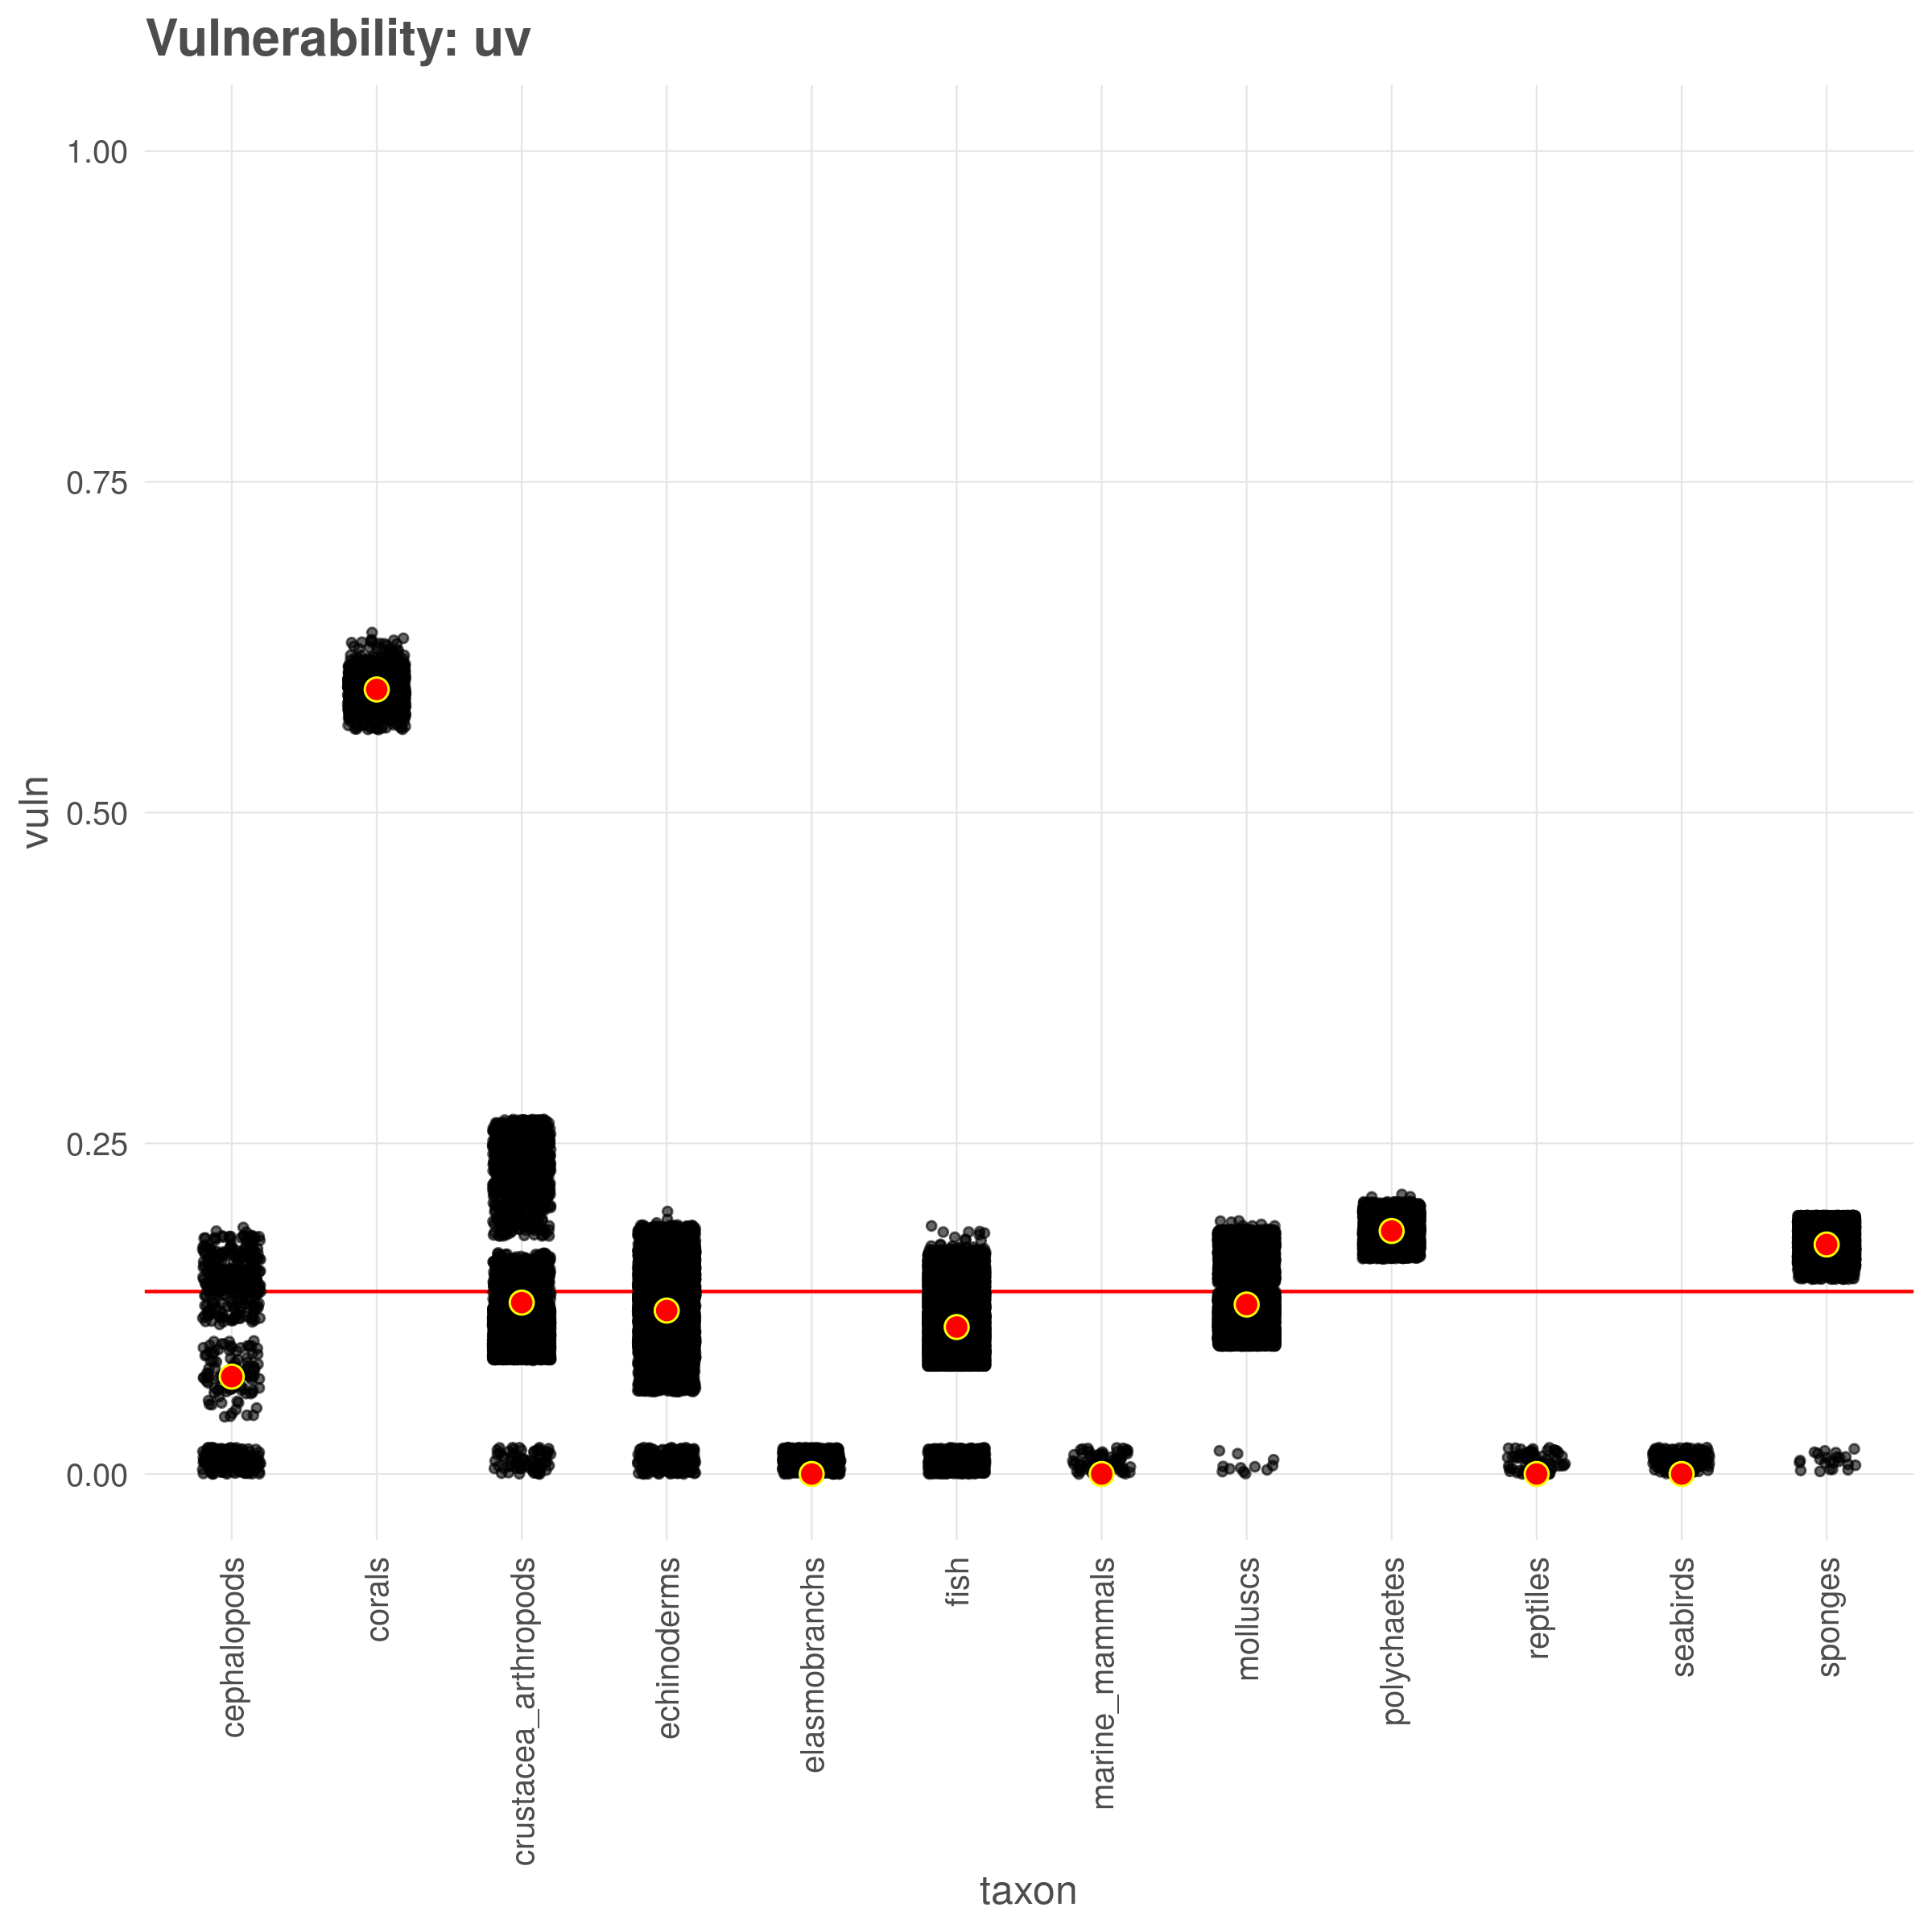 Vulnerability: uv
1.00
0.75
0.50
0.25
0.00
vuln
cephalopods
corals
crustacea_arthropods
echinoderms
elasmobranchs
fish
marine_mammals
molluscs
polychaetes
reptiles
seabirds
sponges
taxon